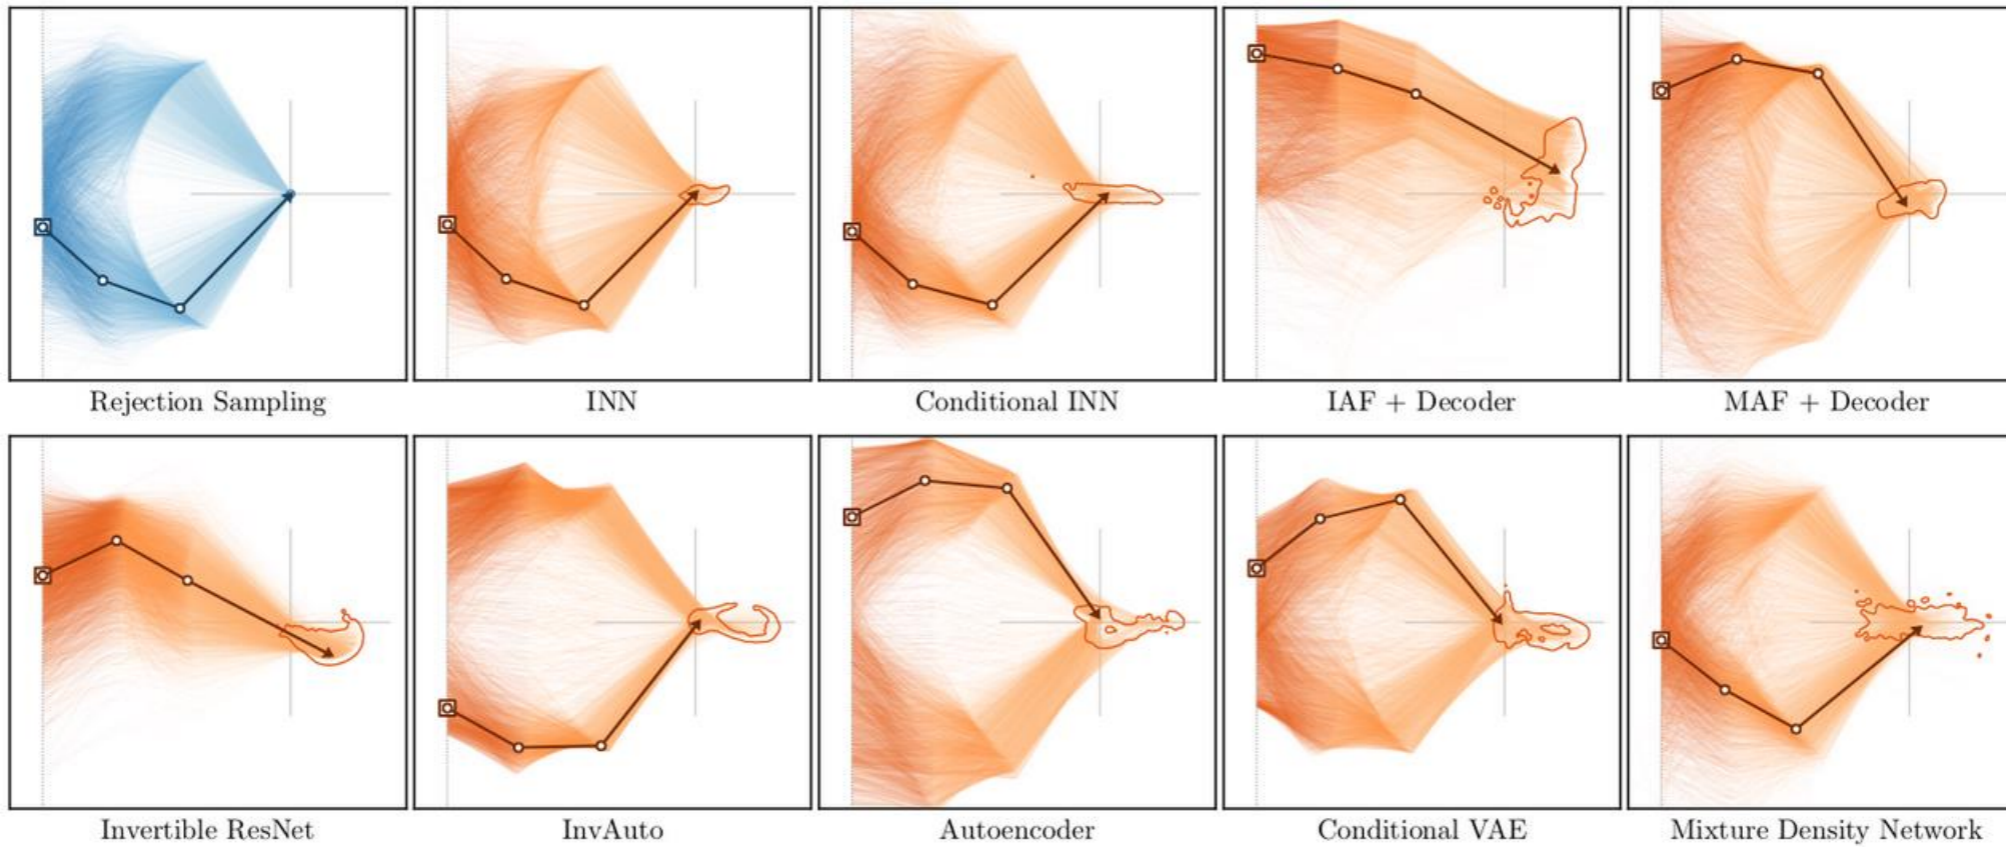 Rejection Sampling
INN
Conditional INN
IAF + Decoder
MAF + Decoder
Invertible ResNet
InvAuto
Autoencoder
Conditional VAE
Mixture Density Network